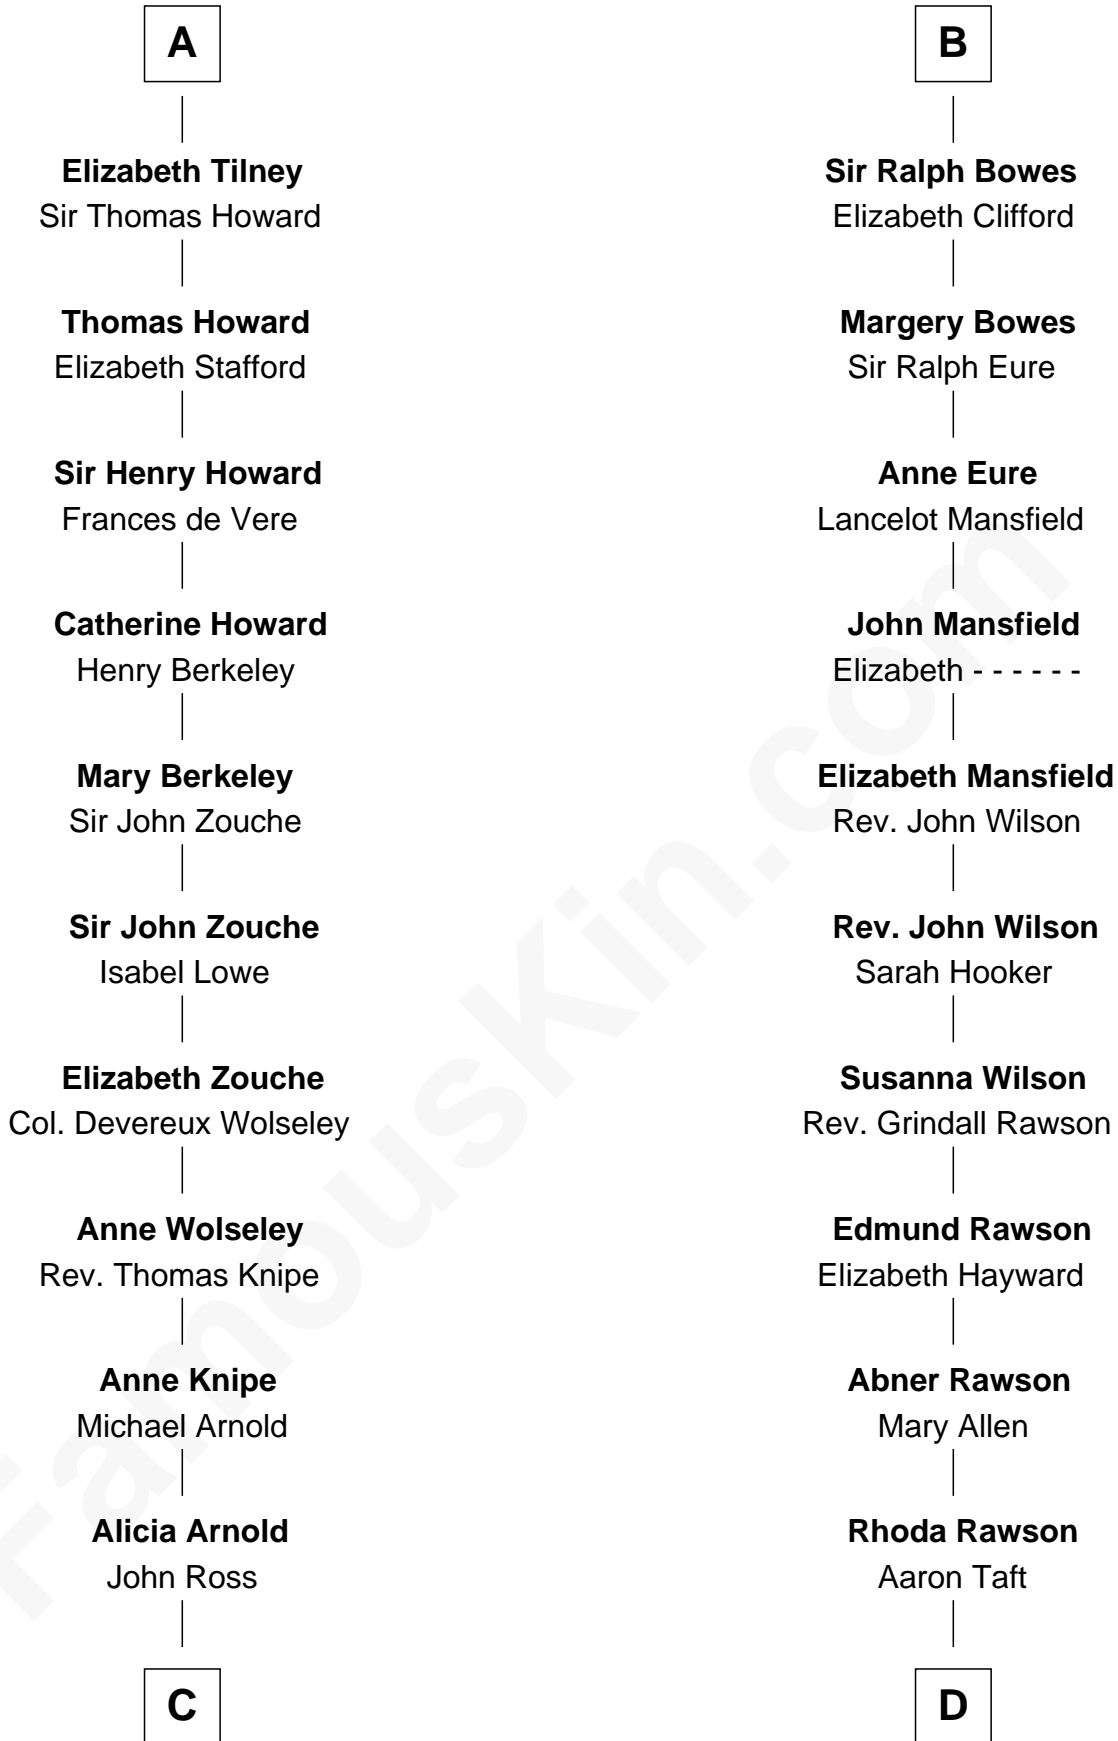 A
Elizabeth Tilney
Sir Thomas Howard
Thomas Howard
Elizabeth Stafford
Sir Henry Howard
Frances de Vere
Catherine Howard
Henry Berkeley
Mary Berkeley
Sir John Zouche
Sir John Zouche
Isabel Lowe
Elizabeth Zouche
Col. Devereux Wolseley
Anne Wolseley
Rev. Thomas Knipe
Anne Knipe
Michael Arnold
Alicia Arnold
John Ross
C
B
Sir Ralph Bowes
Elizabeth Clifford
Margery Bowes
Sir Ralph Eure
Anne Eure
Lancelot Mansfield
John Mansfield
Elizabeth - - - - - -
Elizabeth Mansfield
Rev. John Wilson
Rev. John Wilson
Sarah Hooker
Susanna Wilson
Rev. Grindall Rawson
Edmund Rawson
Elizabeth Hayward
Abner Rawson
Mary Allen
Rhoda Rawson
Aaron Taft
D
FamousKin.com